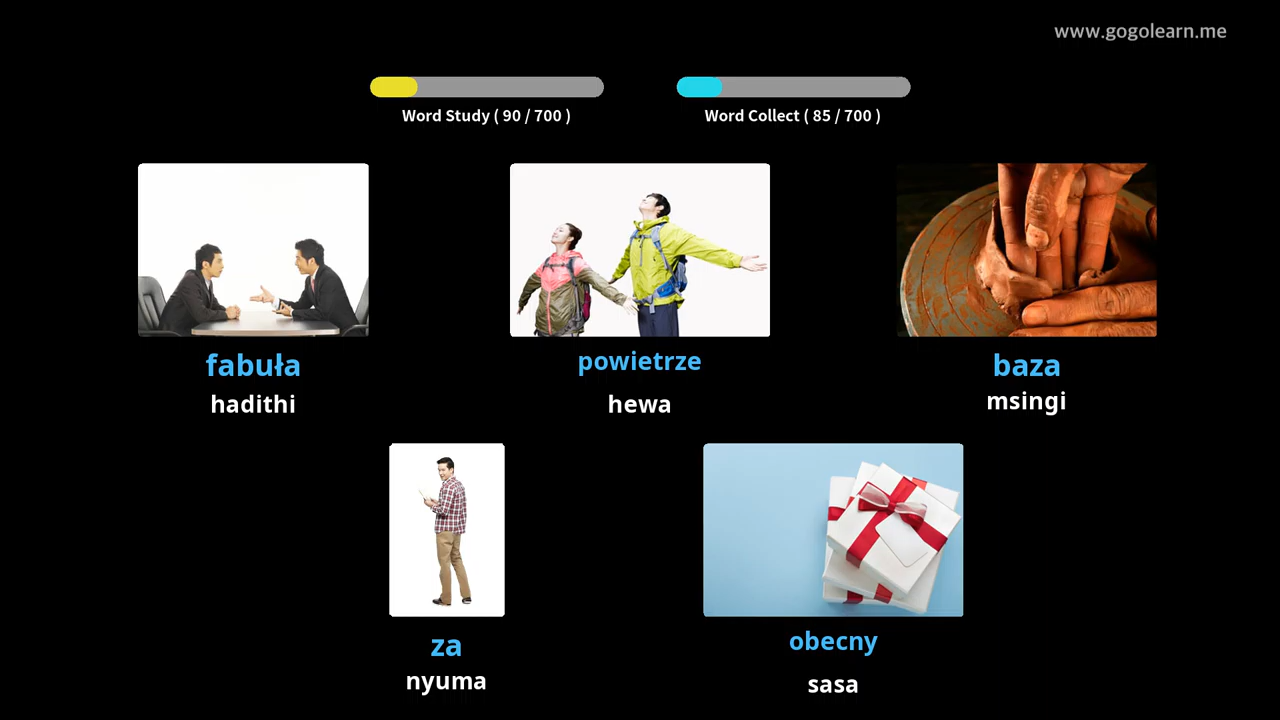 www.gogolearn.me
Word Study ( 90 / 700 )
Word Collect ( 85 / 700 )
fabuła
hadithi
powietrze
hewa
baza
msingi
za
nyuma
obecny
sasa